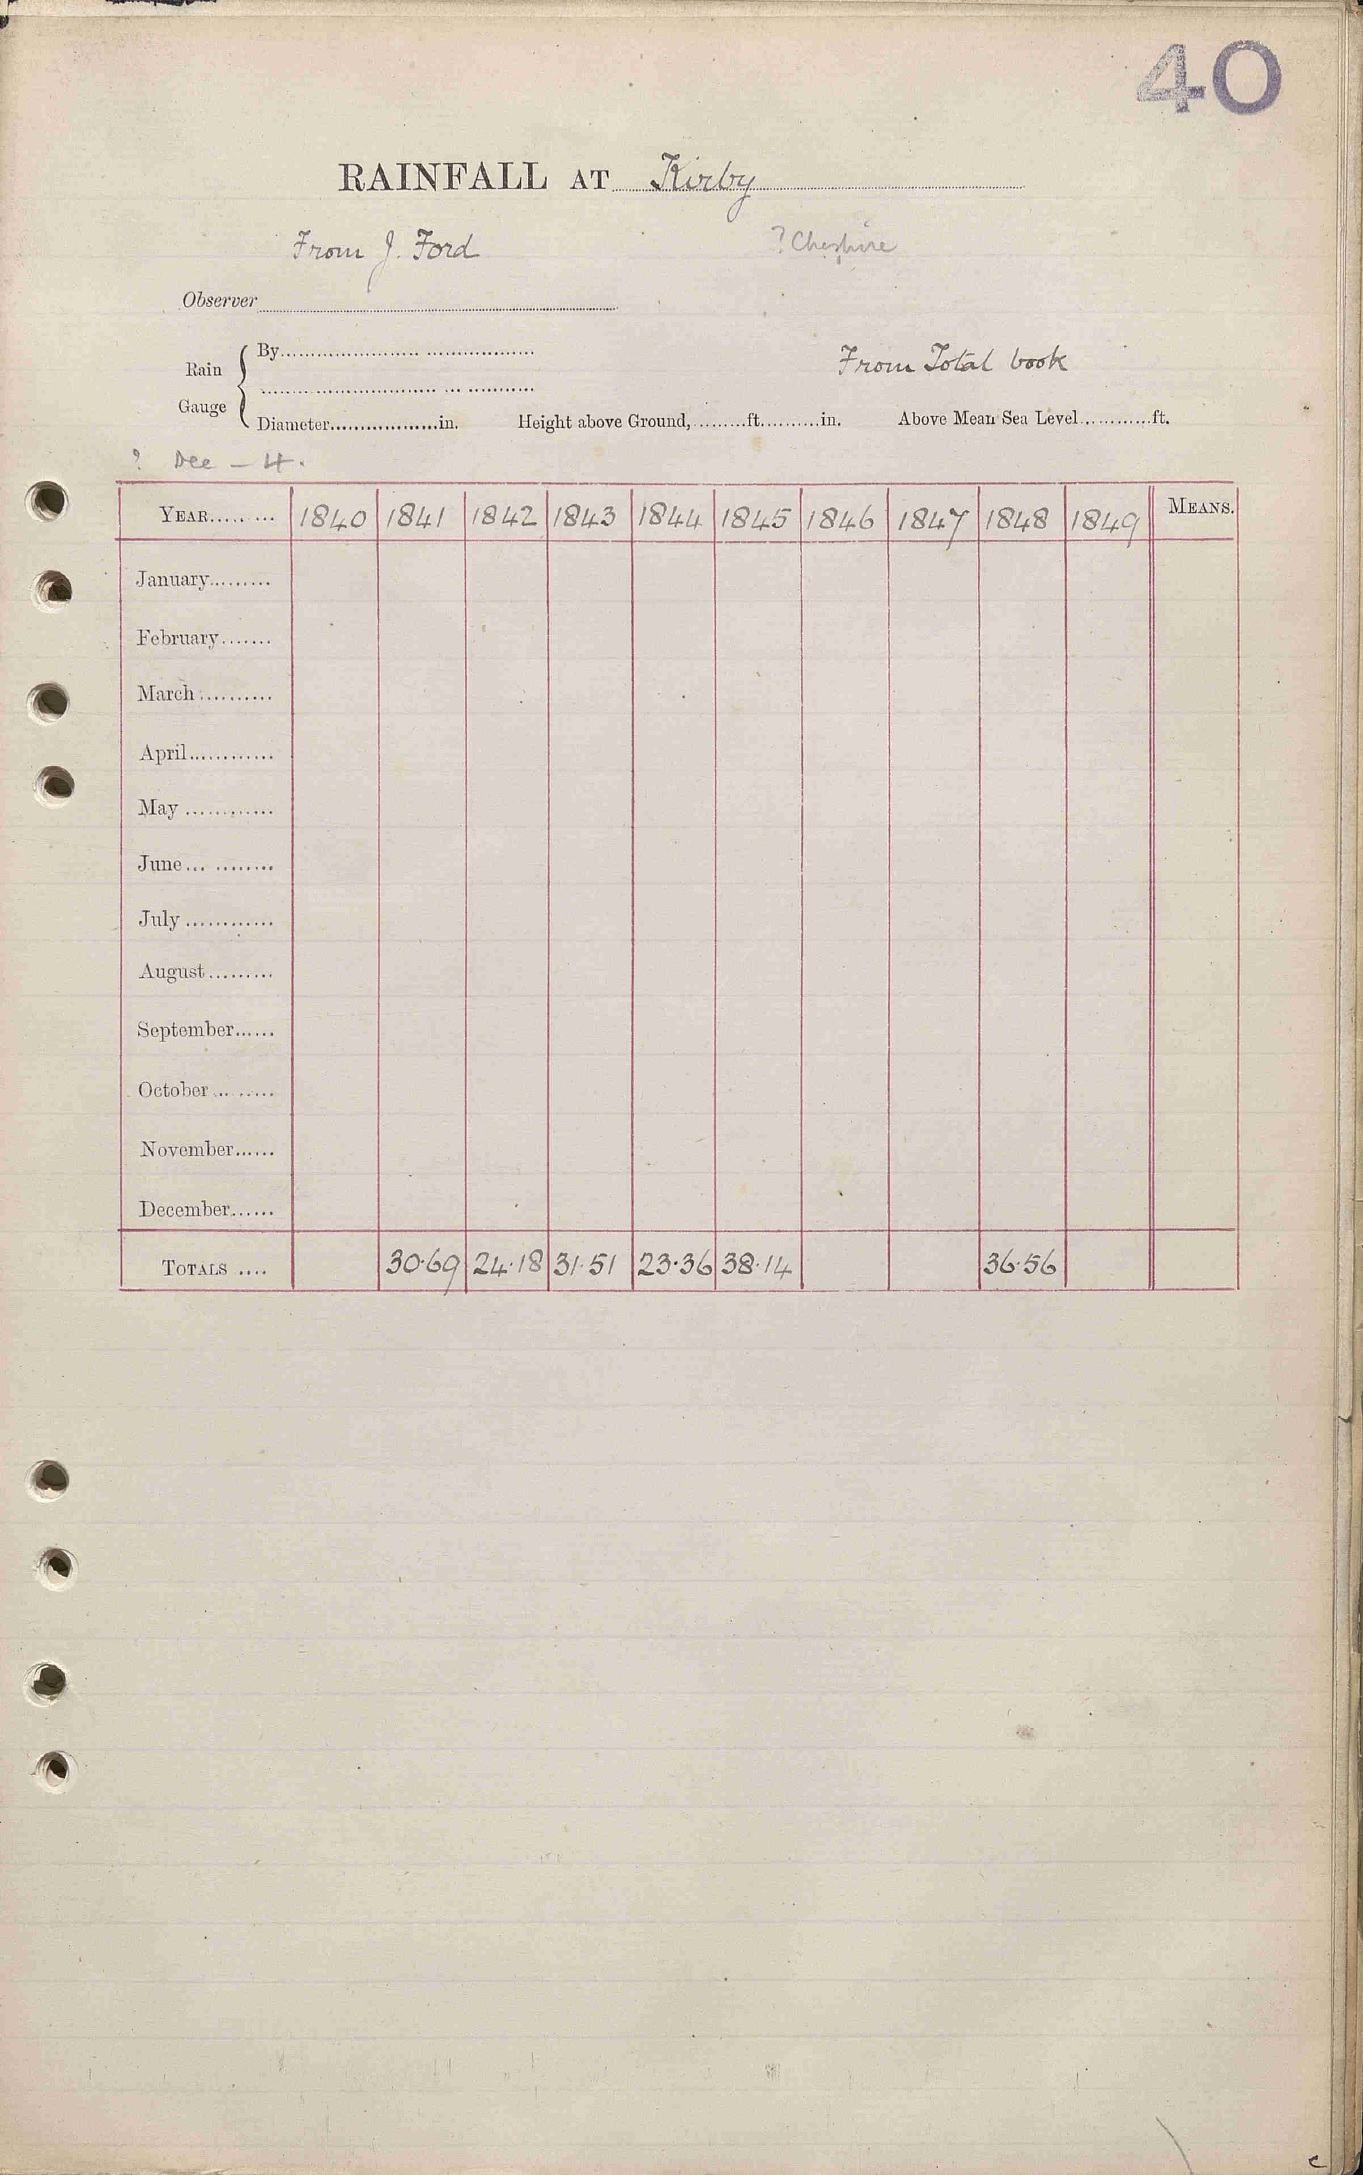 40
RAINFALL AT Kirby
From J. Ford ? Cheshire
Observer
Rain Gauge
By
From Total book
Diameter in. Height above Ground, ft. in. Above Mean Sea Level ft.
? Dee - 4.
YEAR 1840 1841 1842 1843 1844 1845 1846 1847 1848 1849 MEANS.
January
February
March
April
May
June
July
August
September
October
November
December
TOTALS 30.69 24.18 31.51 23.36 38.14 36.56
c